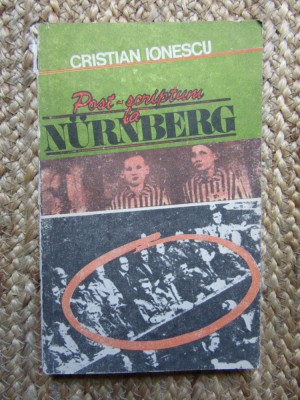 CRISTIAN IONESCU
Post-scriptum
la
NÜRNBERG